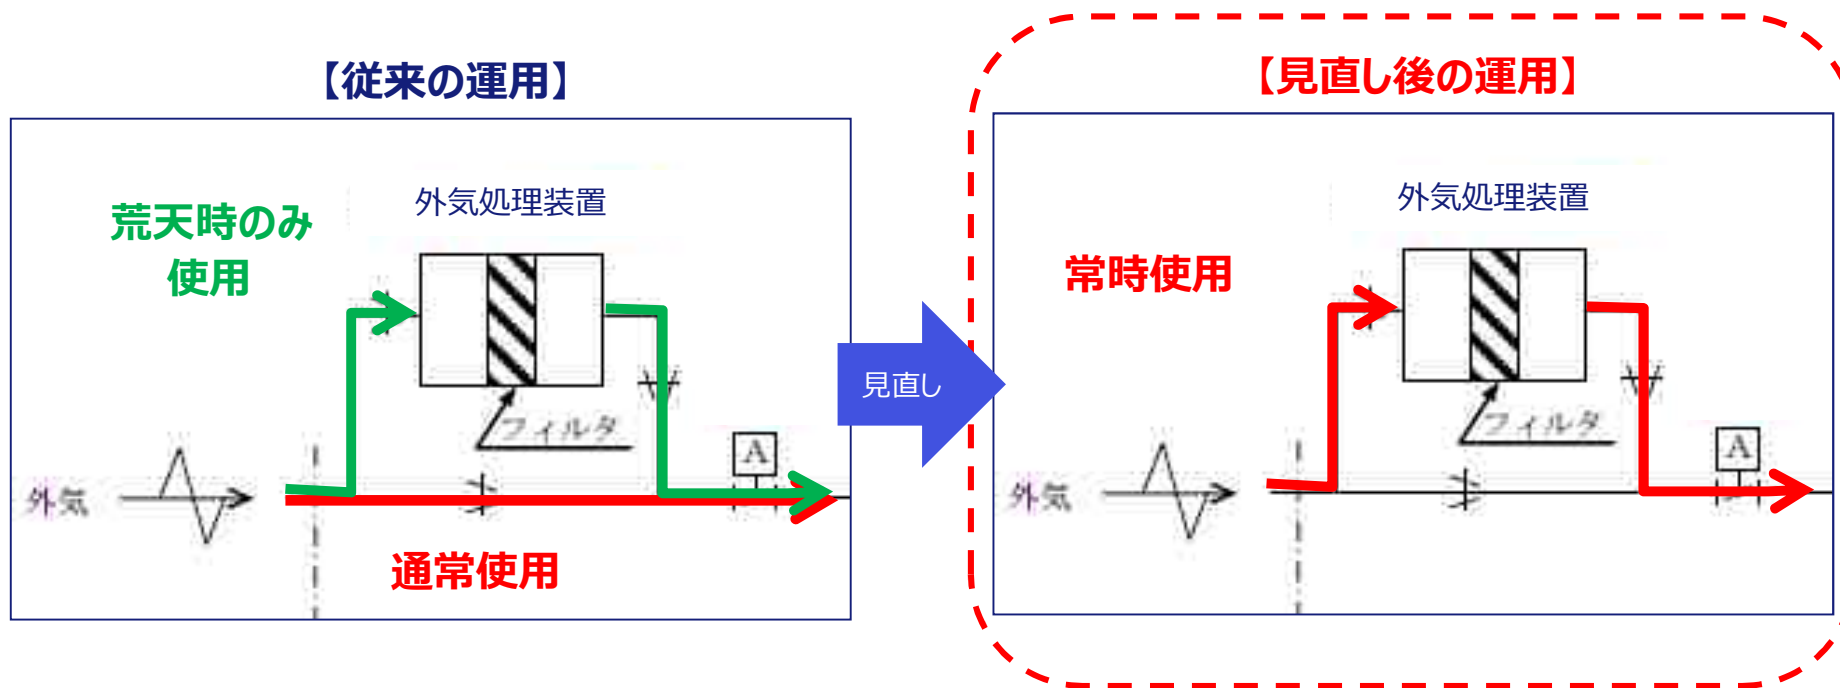 【従来の運用】
荒天時のみ
使用
外気処理装置
フィルタ
A
外気
通常使用
見直し
【見直し後の運用】
外気処理装置
常時使用
フィルタ
A
外気